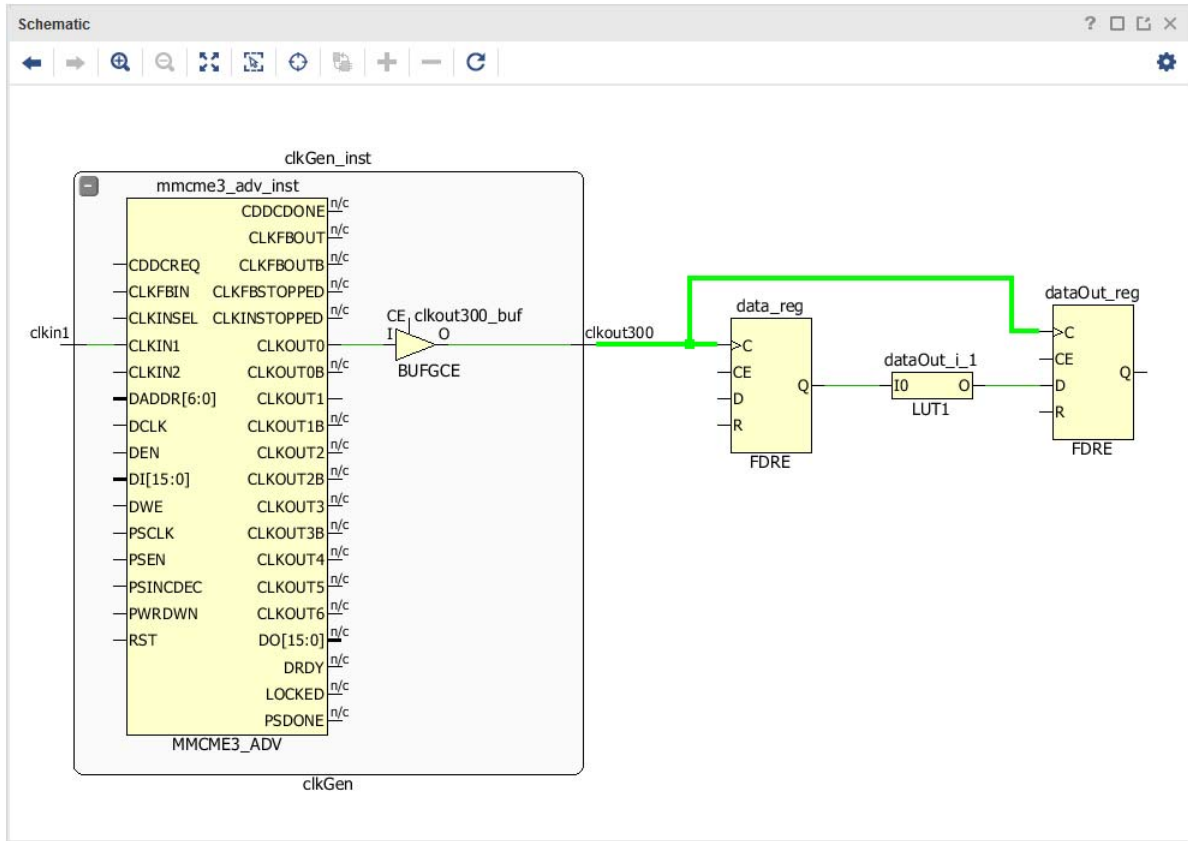 Schematic
clkGen_inst
mmcme3_adv_inst
CDDCDONE n/c
CLKFBOUT n/c
CDDCREQ CLKFBOUTB n/c
CLKFBIN CLKFBSTOPPED n/c
CLKINSEL CLKINSTOPPED n/c
clkin1 CLKIN1 CLKOUT0
CLKIN2 CLKOUT0B n/c
DADDR[6:0] CLKOUT1
DCLK CLKOUT1B n/c
DEN CLKOUT2 n/c
DI[15:0] CLKOUT2B n/c
DWE CLKOUT3 n/c
PSCLK CLKOUT3B n/c
PSEN CLKOUT4 n/c
PSINCDEC CLKOUT5 n/c
PWRDWN CLKOUT6 n/c
RST DO[15:0] n/c
DRDY n/c
LOCKED n/c
PSDONE n/c
MMCME3_ADV
CE clkout300_buf
I O
BUFGCE
clkGen
clkout300
data_reg
C
CE
D Q
R
FDRE
dataOut_i_1
I0 O
LUT1
dataOut_reg
C
CE
D Q
R
FDRE